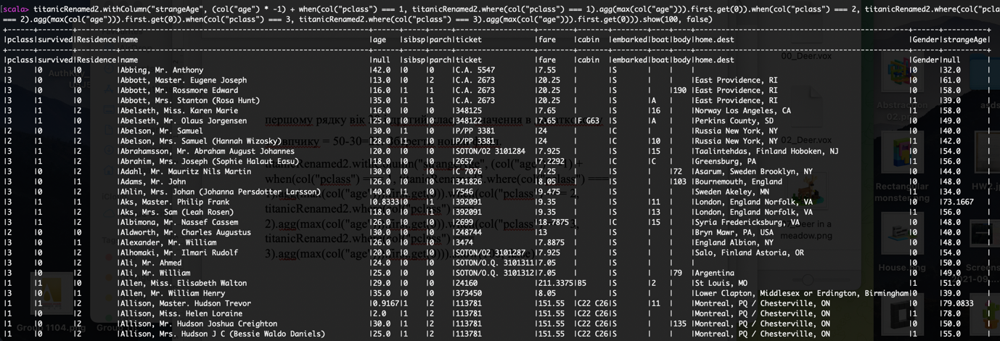 scala> titanicRenamed2.withColumn("strangeAge", (col("age") * -1) + when(col("pclass") === 1, titanicRenamed2.where(col("pclass") === 1).agg(max(col("age"))).first.get(0)).when(col("pclass") === 2, titanicRenamed2.where(col("pcla
=== 2).agg(max(col("age"))).first.get(0)).when(col("pclass") === 3, titanicRenamed2.where(col("pclass") === 3).agg(max(col("age"))).first.get(0))).show(100, false)
|pclass|survived|Residence|name |age |sibsp|parch|ticket |fare |cabin |embarked|boat|body|home.dest |Gender|strangeAge|
|pclass|survived|Residence|name |null |sibsp|parch|ticket |fare |cabin |embarked|boat|body|home.dest |Gender|null |
|3 |0 |0 |Abbing, Mr. Anthony |42.0 |0 |0 |C.A. 5547 |7.55 | |S | | | |0 |32.0 |
|3 |0 |0 |Abbott, Master. Eugene Joseph |13.0 |0 |2 |C.A. 2673 |20.25 | |S | | |East Providence, RI |0 |61.0 |
|3 |0 |0 |Abbott, Mr. Rossmore Edward |16.0 |1 |1 |C.A. 2673 |20.25 | |S | |190 |East Providence, RI |0 |58.0 |
|3 |1 |0 |Abbott, Mrs. Stanton (Rosa Hunt) |35.0 |1 |1 |C.A. 2673 |20.25 | |S |A | |East Providence, RI |1 |39.0 |
|3 |1 |2 |Abelseth, Miss. Karen Marie |16.0 |0 |0 |348125 |7.65 | |S |16 | |Norway Los Angeles, CA |1 |58.0 |
|3 |1 |0 |Abelseth, Mr. Olaus Jorgensen |25.0 |0 |0 |348122 |7.65 |F G63 |S |A | |Perkins County, SD |0 |49.0 |
|2 |0 |2 |Abelson, Mr. Samuel |30.0 |1 |0 |P/PP 3381 |24 | |C | | |Russia New York, NY |0 |40.0 |
|2 |1 |2 |Abelson, Mrs. Samuel (Hannah Wizosky) |28.0 |1 |0 |P/PP 3381 |24 | |C |10 | |Russia New York, NY |1 |42.0 |
|3 |1 |2 |Abrahamsson, Mr. Abraham August Johannes |20.0 |0 |0 |SOTON/O2 3101284 |7.925 | |S |15 | |Taalintehdas, Finland Hoboken, NJ |0 |54.0 |
|3 |1 |0 |Abrahim, Mrs. Joseph (Sophie Halaut Easu) |18.0 |0 |0 |2657 |7.2292 | |C |C | |Greensburg, PA |1 |56.0 |
|3 |0 |2 |Adahl, Mr. Mauritz Nils Martin |30.0 |0 |0 |C 7076 |7.25 | |S | |72 |Asarum, Sweden Brooklyn, NY |0 |44.0 |
|3 |0 |2 |Adams, Mr. John |26.0 |0 |0 |341826 |8.05 | |S | |103 |Bournemouth, England |0 |48.0 |
|3 |0 |2 |Ahlin, Mrs. Johan (Johanna Persdotter Larsson) |40.0 |1 |0 |7546 |9.475 | |S | | |Sweden Akeley, MN |1 |34.0 |
|3 |1 |2 |Aks, Master. Philip Frank |0.8333|0 |1 |392091 |9.35 | |S |11 | |London, England Norfolk, VA |0 |73.1667 |
|3 |1 |2 |Aks, Mrs. Sam (Leah Rosen) |18.0 |0 |1 |392091 |9.35 | |S |13 | |London, England Norfolk, VA |1 |56.0 |
|3 |1 |2 |Albimona, Mr. Nassef Cassem |26.0 |0 |0 |2699 |18.7875| |C |15 | |Syria Fredericksburg, VA |0 |48.0 |
|2 |0 |0 |Aldworth, Mr. Charles Augustus |30.0 |0 |0 |248744 |13 | |S | | |Bryn Mawr, PA, USA |0 |40.0 |
|3 |0 |2 |Alexander, Mr. William |26.0 |0 |0 |3474 |7.8875 | |S | | |England Albion, NY |0 |48.0 |
|3 |0 |2 |Alhomaki, Mr. Ilmari Rudolf |20.0 |0 |0 |SOTON/O2 3101287 |7.925 | |S | | |Salo, Finland Astoria, OR |0 |54.0 |
|3 |0 |2 |Ali, Mr. Ahmed |24.0 |0 |0 |SOTON/O.Q. 3101311|7.05 | |S | | | |0 |50.0 |
|3 |0 |2 |Ali, Mr. William |25.0 |0 |0 |SOTON/O.Q. 3101312|7.05 | |S | |79 |Argentina |0 |49.0 |
|1 |1 |0 |Allen, Miss. Elisabeth Walton |29.0 |0 |0 |24160 |211.3375|B5 |S |2 | |St Louis, MO |1 |51.0 |
|3 |0 |1 |Allen, Mr. William Henry |35.0 |0 |0 |373450 |8.05 | |S | | |Lower Clapton, Middlesex or Erdington, Birmingham|0 |39.0 |
|1 |1 |2 |Allison, Master. Hudson Trevor |0.9167|1 |2 |113781 |151.55 |C22 C26|S |11 | |Montreal, PQ / Chesterville, ON |0 |79.0833 |
|1 |0 |2 |Allison, Miss. Helen Loraine |2.0 |1 |2 |113781 |151.55 |C22 C26|S | | |Montreal, PQ / Chesterville, ON |1 |78.0 |
|1 |0 |2 |Allison, Mr. Hudson Joshua Creighton |30.0 |1 |2 |113781 |151.55 |C22 C26|S | |135 |Montreal, PQ / Chesterville, ON |0 |50.0 |
|1 |0 |2 |Allison, Mrs. Hudson J C (Bessie Waldo Daniels) |25.0 |1 |2 |113781 |151.55 |C22 C26|S | | |Montreal, PQ / Chesterville, ON |1 |55.0 |